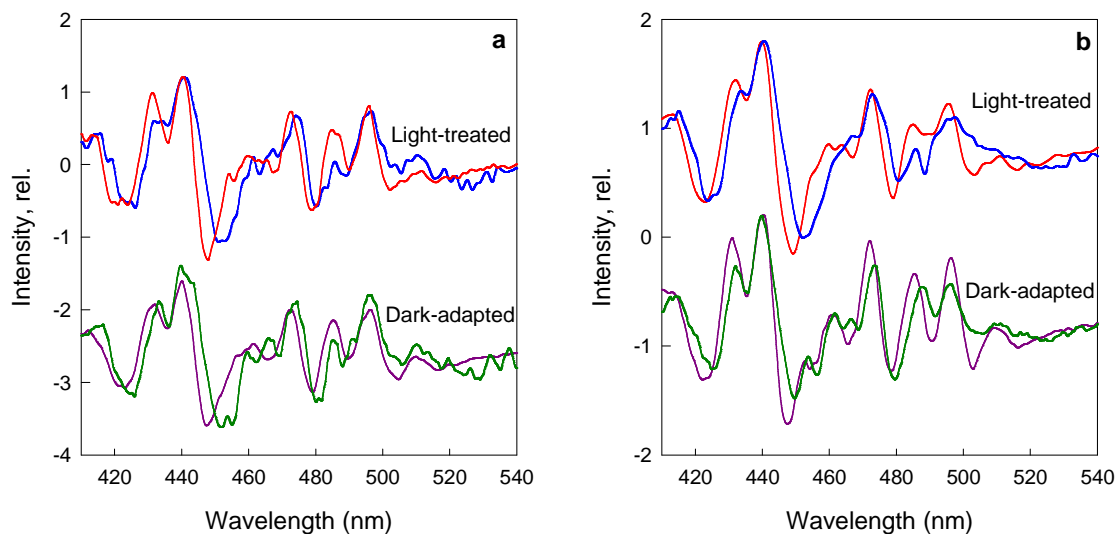 a
2
1
0
-1
-2
-3
-4
Intensity, rel.
Light-treated
Dark-adapted
420 440 460 480 500 520 540
Wavelength (nm)
b
2
1
0
-1
-2
Intensity, rel.
Light-treated
Dark-adapted
420 440 460 480 500 520 540
Wavelength (nm)